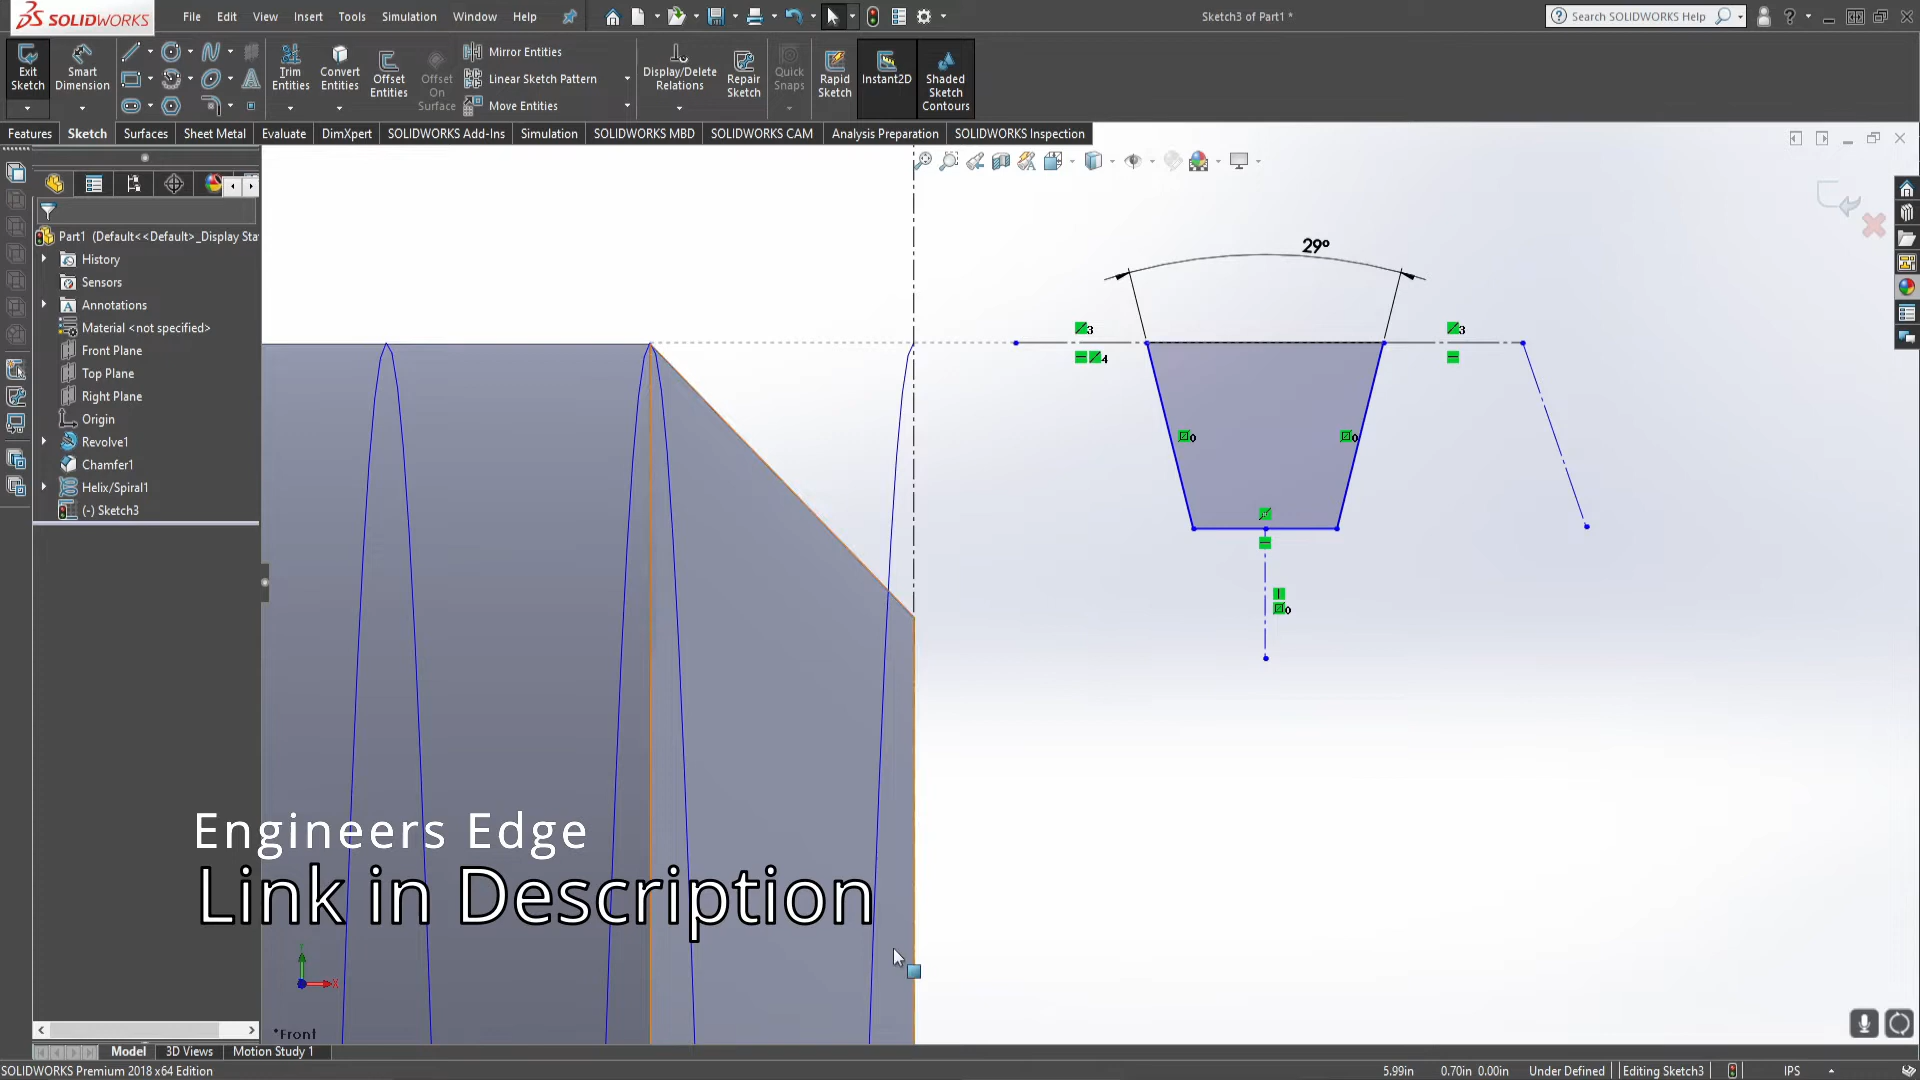 SOLIDWORKS
File Edit View Insert Tools Simulation Window Help
Sketch3 of Part1 *
Search SOLIDWORKS Help
Exit Sketch
Smart Dimension
Trim Entities
Convert Entities
Offset Entities
Offset On Surface
Mirror Entities
Linear Sketch Pattern
Move Entities
Display/Delete Relations
Repair Sketch
Quick Snaps
Rapid Sketch
Instant2D
Shaded Sketch Contours
Features Sketch Surfaces Sheet Metal Evaluate DimXpert SOLIDWORKS Add-Ins Simulation SOLIDWORKS MBD SOLIDWORKS CAM Analysis Preparation SOLIDWORKS Inspection
Part1 (Default<<Default>_Display Sta
History
Sensors
Annotations
Material <not specified>
Front Plane
Top Plane
Right Plane
Origin
Revolve1
Chamfer1
Helix/Spiral1
(-) Sketch3
29°
3
4
3
0
0
0
Engineers Edge
Link in Description
Y
X
*Front
Model 3D Views Motion Study 1
SOLIDWORKS Premium 2018 x64 Edition
5.99in 0.70in 0.00in Under Defined Editing Sketch3 IPS